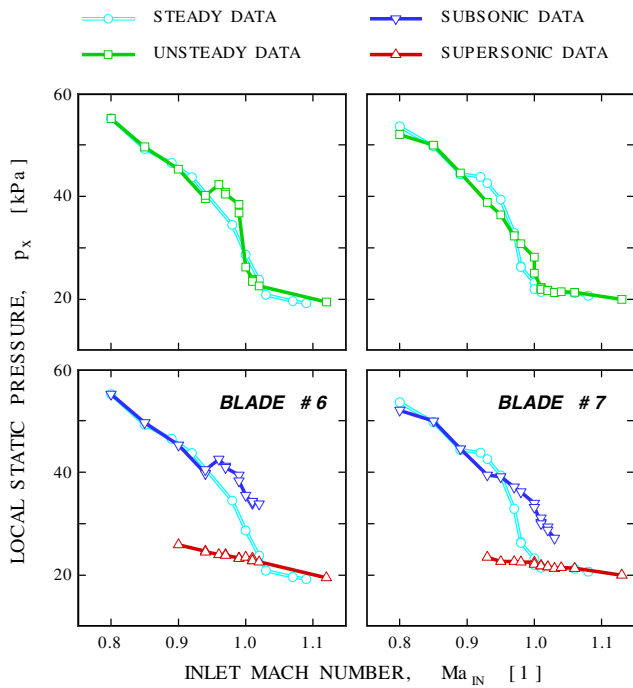 STEADY DATA
SUBSONIC DATA
UNSTEADY DATA
SUPERSONIC DATA
60
40
20
60
40
20
LOCAL STATIC PRESSURE, pX [kPa]
BLADE #6
BLADE #7
0.8 0.9 1.0 1.1
0.8 0.9 1.0 1.1
INLET MACH NUMBER, MaIN [1]